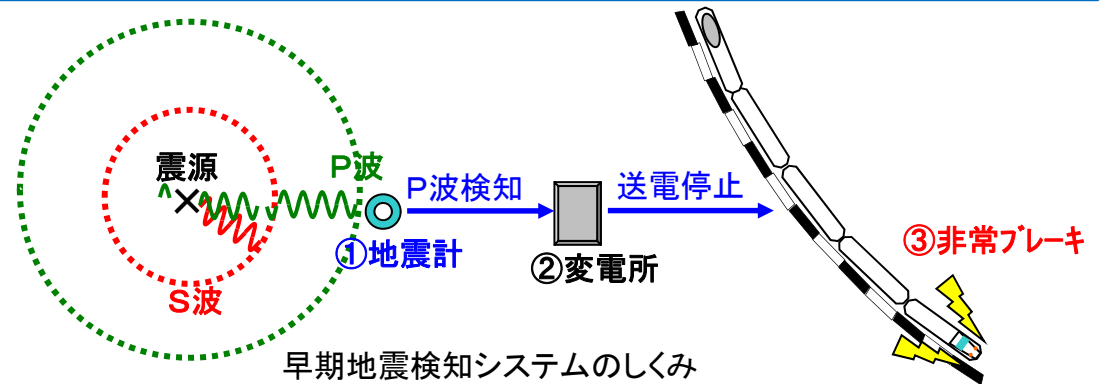 震源
P波
P波検知
送電停止
①地震計
②変電所
③非常ブレーキ
S波
早期地震検知システムのしくみ